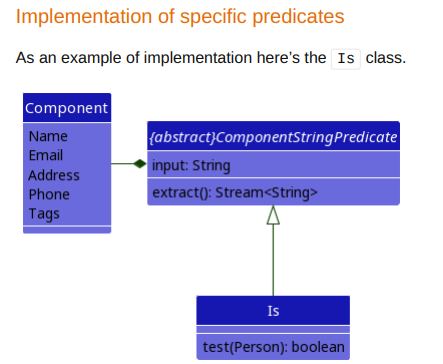 Implementation of specific predicates
As an example of implementation here’s the Is class.
Component
Name
Email
Address
Phone
Tags
{abstract}ComponentStringPredicate
input: String
extract(): Stream<String>
Is
test(Person): boolean